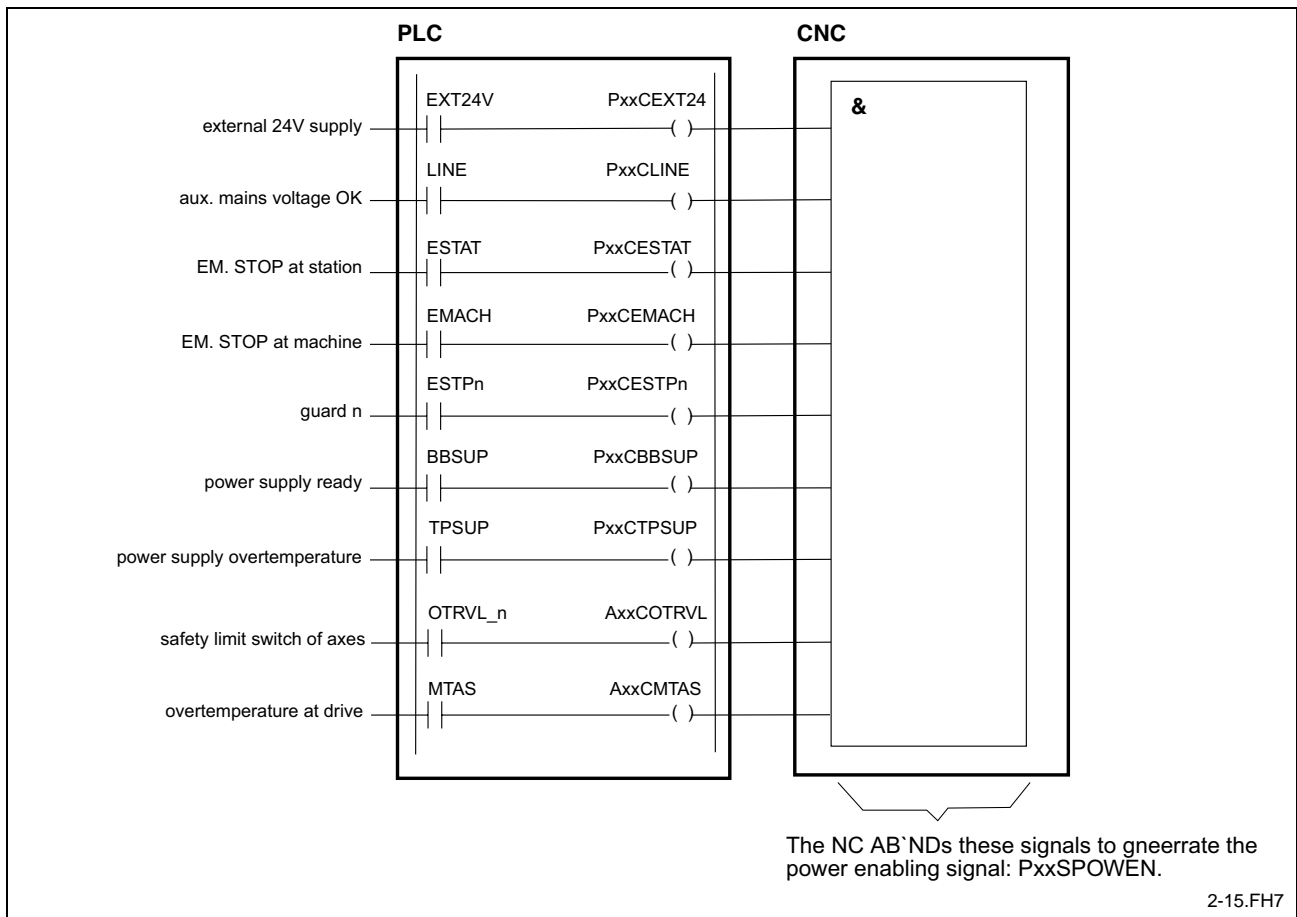 PLC
CNC
EXT24V PxxCEXT24
&
external 24V supply
( )
LINE PxxCLINE
aux. mains voltage OK
( )
ESTAT PxxCESTAT
EM. STOP at station
( )
EMACH PxxCEMACH
EM. STOP at machine
( )
ESTPn PxxCESTPn
guard n
( )
BBSUP PxxCBBSUP
power supply ready
( )
TPSUP PxxCTPSUP
power supply overtemperature
( )
OTRVL_n AxxCOTRVL
safety limit switch of axes
( )
MTAS AxxCMTAS
overtemperature at drive
( )
The NC AB`NDs these signals to gneerrate the
power enabling signal: PxxSPOWEN.
2-15.FH7